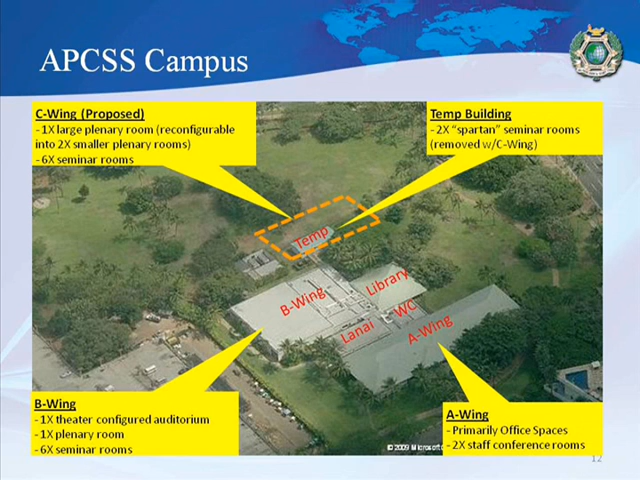 APCSS Campus
C-Wing (Proposed)
- 1X large plenary room (reconfigurable
into 2X smaller plenary rooms)
- 6X seminar rooms
Temp Building
- 2X “spartan” seminar rooms
(removed w/C-Wing)
Temp
B-Wing
Library
Lanai
WC
A-Wing
B-Wing
- 1X theater configured auditorium
- 1X plenary room
- 6X seminar rooms
A-Wing
- Primarily Office Spaces
- 2X staff conference rooms
© 2009 Microsoft
12